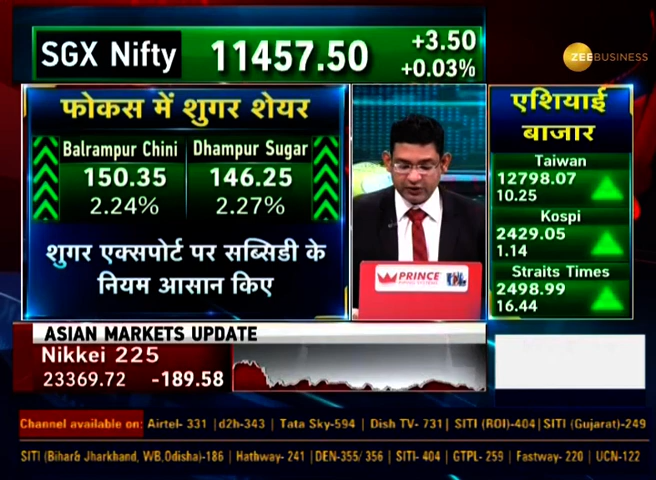 SGX Nifty 11457.50 +3.50
+0.03%
ZEEBUSINESS
फोकस में शुगर शेयर
Balrampur Chini
150.35
2.24%
Dhampur Sugar
146.25
2.27%
शुगर एक्सपोर्ट पर सब्सिडी के
नियम आसान किए
PRINCE
एशियाई
बाजार
Taiwan
12798.07
10.25
Kospi
2429.05
1.14
Straits Times
2498.99
16.44
ASIAN MARKETS UPDATE
Nikkei 225
23369.72 -189.58
Channel available on: Airtel- 331 | d2h-343 | Tata Sky-594 | Dish TV- 731| SITI (ROI)-404| SITI (Gujarat)-249
SITI (Bihar& Jharkhand, WB,Odisha)-186 | Hathway- 241 |DEN-355/ 356 | SITI- 404 | GTPL- 259 | Fastway- 220 | UCN-122